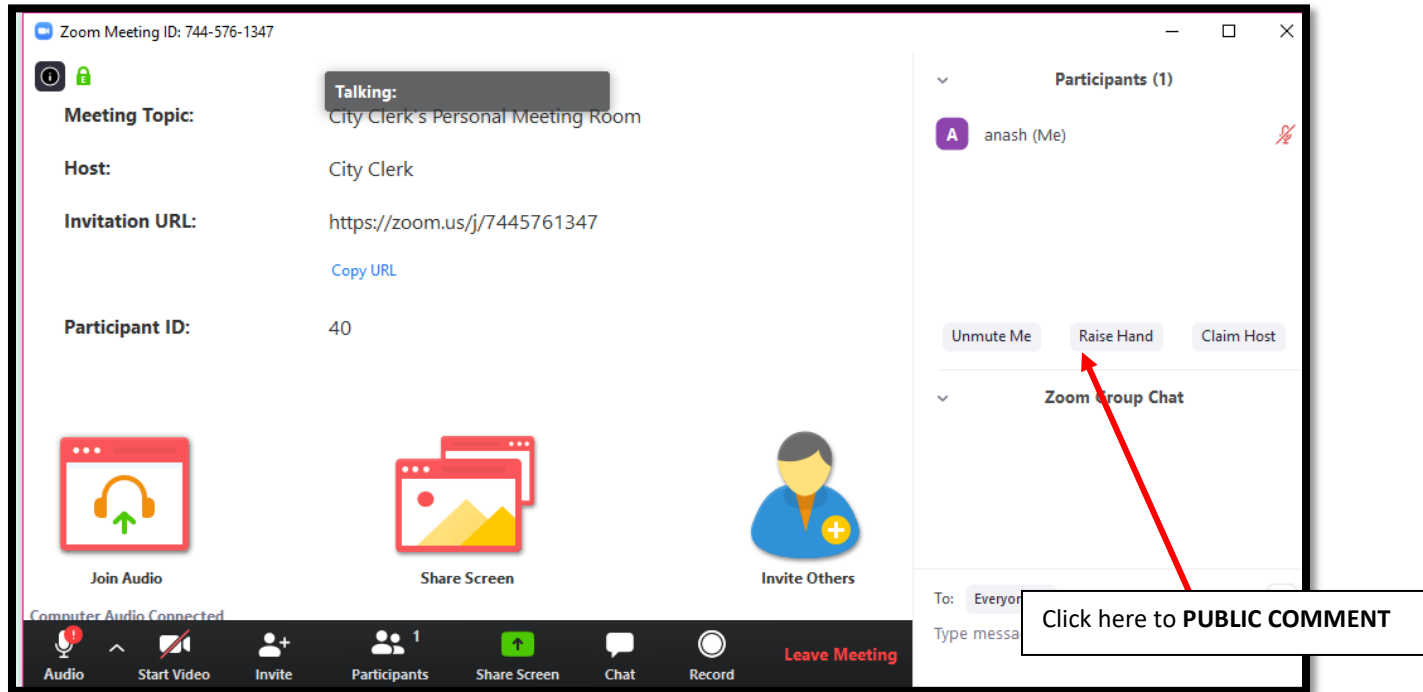 Zoom Meeting ID: 744-576-1347
Talking:
Meeting Topic: City Clerk's Personal Meeting Room
Host: City Clerk
Invitation URL: https://zoom.us/j/7445761347
Copy URL
Participant ID: 40
Join Audio
Share Screen
Invite Others
Computer Audio Connected
Audio
Start Video
Invite
1
Participants
Share Screen
Chat
Record
Leave Meeting
Participants (1)
A anash (Me)
Unmute Me Raise Hand Claim Host
Zoom Group Chat
To:
Type
Click here to PUBLIC COMMENT